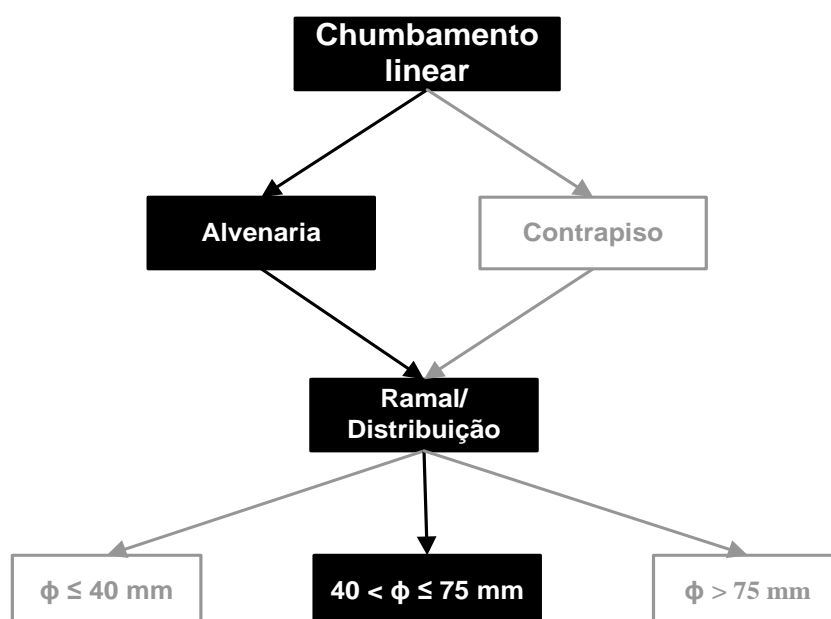 Chumbamento
linear
Alvenaria
Contrapiso
Ramal/
Distribuição
ϕ ≤ 40 mm
40 < ϕ ≤ 75 mm
ϕ > 75 mm